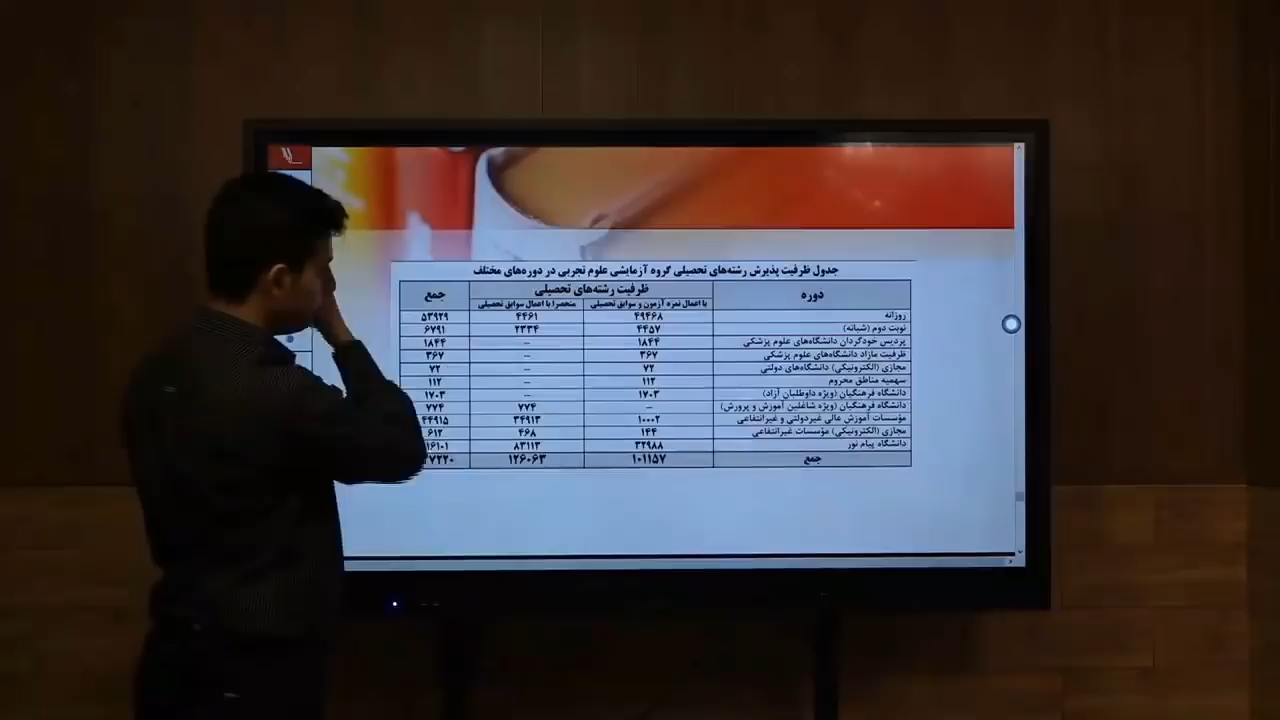 جدول ظرفیت پذیرش رشته‌های تحصیلی گروه آزمایشی علوم تجربی در دوره‌های مختلف
دوره ظرفیت رشته‌های تحصیلی جمع
با اعمال نمره آزمون و سوابق تحصیلی منحصرا با اعمال سوابق تحصیلی
روزانه ۴۹۴۶۸ ۴۴۶۱ ۵۳۹۲۹
نوبت دوم (شبانه) ۴۴۵۷ ۲۳۳۴ ۶۷۹۱
پردیس خودگردان دانشگاه‌های علوم پزشکی ۱۸۴۴ -- ۱۸۴۴
ظرفیت مازاد دانشگاه‌های علوم پزشکی ۳۶۷ -- ۳۶۷
مجازی (الکترونیکی) دانشگاه‌های دولتی ۷۲ -- ۷۲
سهمیه مناطق محروم ۱۱۲ -- ۱۱۲
دانشگاه فرهنگیان (ویژه داوطلبان آزاد) ۱۷۰۳ -- ۱۷۰۳
دانشگاه فرهنگیان (ویژه شاغلین آموزش و پرورش) -- ۷۷۴ ۷۷۴
مؤسسات آموزش عالی غیردولتی و غیرانتفاعی ۱۰۰۰۲ ۳۴۹۱۳ ۴۴۹۱۵
مجازی (الکترونیکی) مؤسسات غیرانتفاعی ۱۴۴ ۴۶۸ ۶۱۲
دانشگاه پیام نور ۳۲۹۸۸ ۸۳۱۱۳ ۱۶۱۰۱
جمع ۱۰۱۱۵۷ ۱۲۶۰۶۳ ۲۷۲۲۰